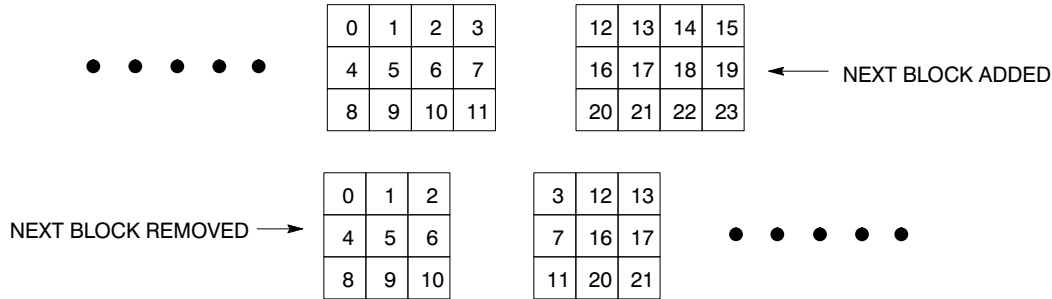 0 1 2 3 12 13 14 15
4 5 6 7 16 17 18 19 NEXT BLOCK ADDED
8 9 10 11 20 21 22 23
0 1 2 3 12 13
NEXT BLOCK REMOVED 4 5 6 7 16 17
8 9 10 11 20 21